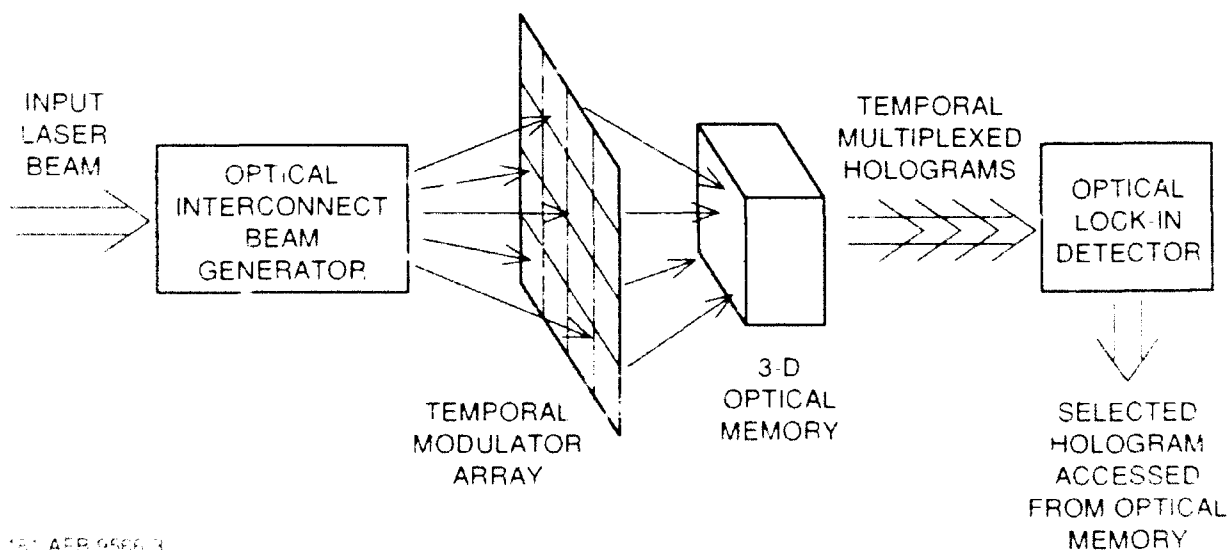 INPUT
LASER
BEAM
OPTICAL
INTERCONNECT
BEAM
GENERATOR
TEMPORAL
MODULATOR
ARRAY
3-D
OPTICAL
MEMORY
TEMPORAL
MULTIPLEXED
HOLOGRAMS
OPTICAL
LOCK-IN
DETECTOR
SELECTED
HOLOGRAM
ACCESSED
FROM OPTICAL
MEMORY